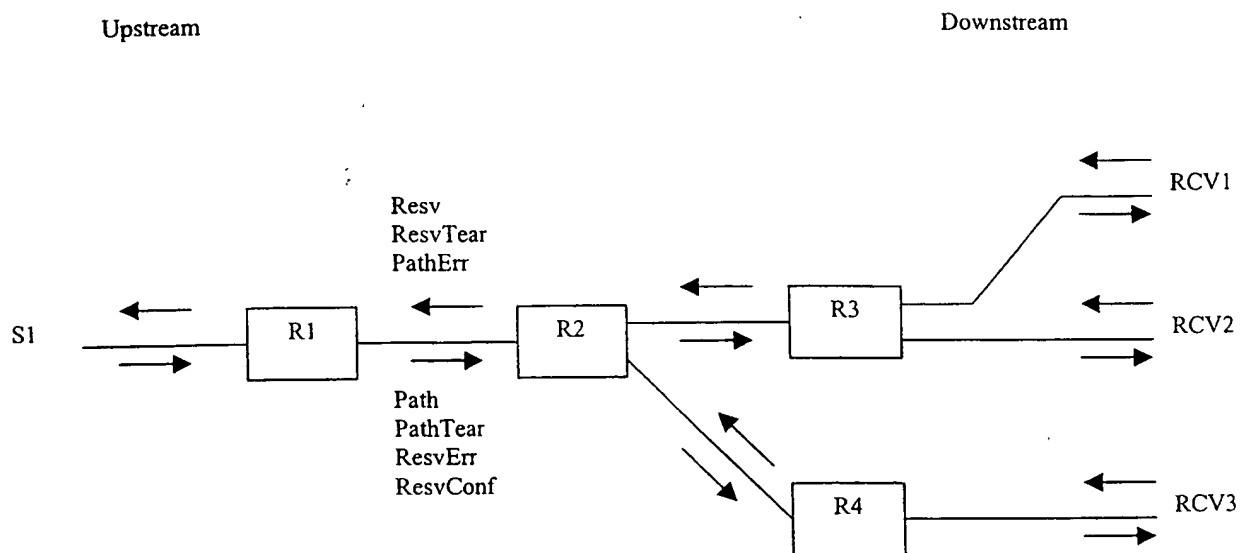 Upstream
Downstream
RCV1
Resv
ResvTear
PathErr
R3
R2
R1
S1
RCV2
Path
PathTear
ResvErr
ResvConf
R4
RCV3